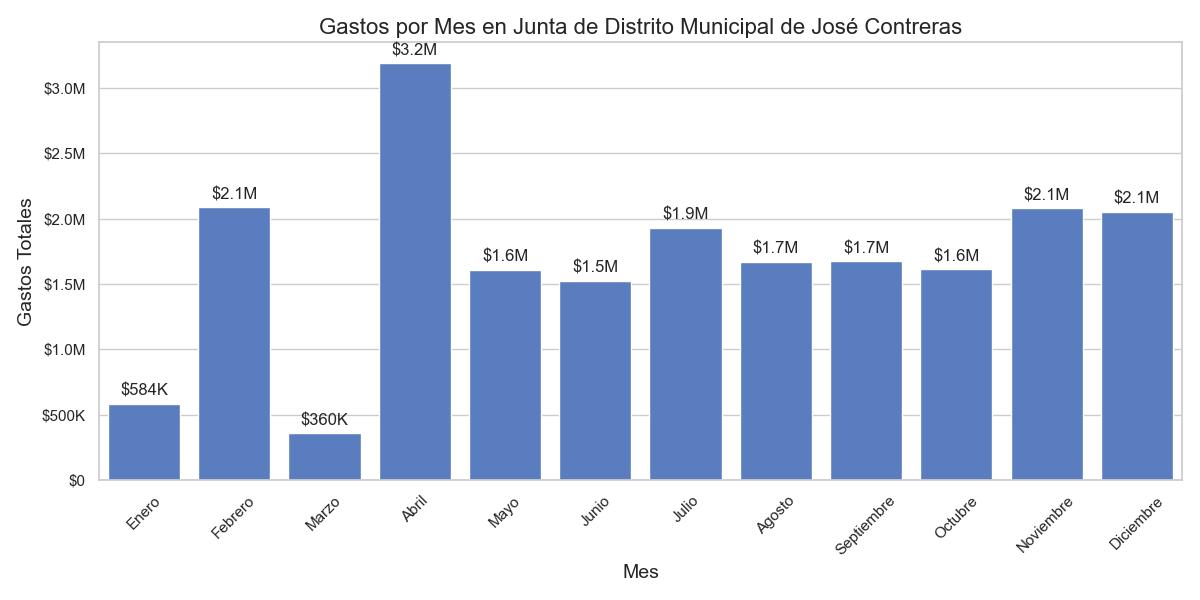 Gastos por Mes en Junta de Distrito Municipal de José Contreras
Gastos Totales
$3.0M
$2.5M
$2.0M
$1.5M
$1.0M
$500K
$0
$584K
$2.1M
$360K
$3.2M
$1.6M
$1.5M
$1.9M
$1.7M
$1.7M
$1.6M
$2.1M
$2.1M
Enero
Febrero
Marzo
Abril
Mayo
Junio
Julio
Agosto
Septiembre
Octubre
Noviembre
Diciembre
Mes